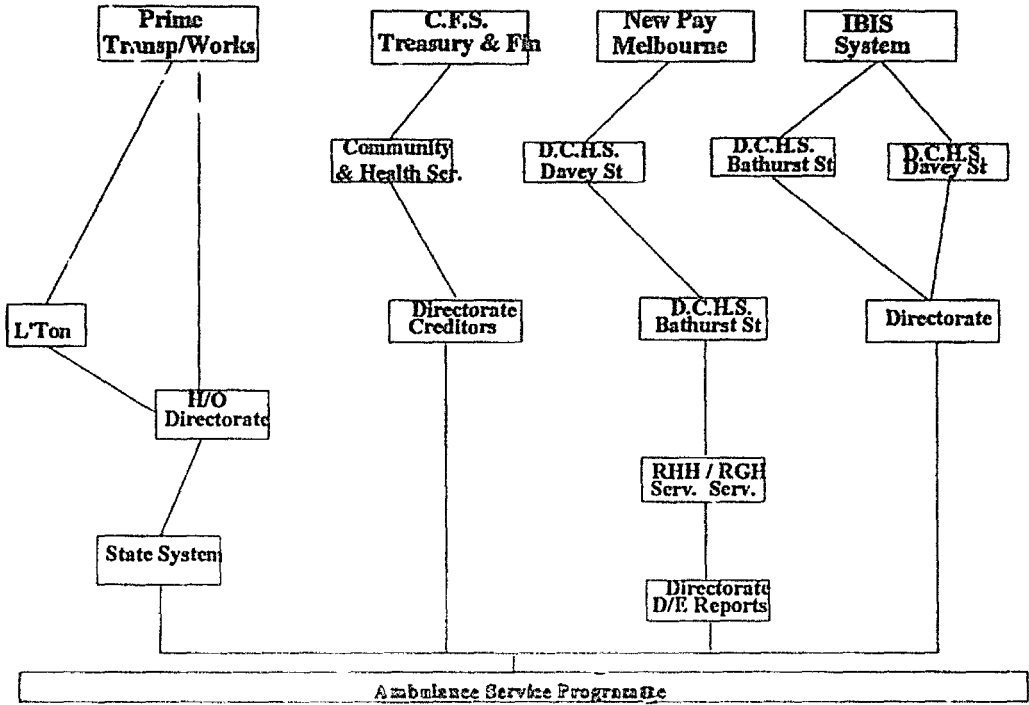 Prime
Transp/Works
C.F.S.
Treasury & Fin
New Pay
Melbourne
IBIS
System
Community
& Health Ser.
D.C.H.S.
Davey St
D.C.H.S.
Bathurst St
D.C.H.S.
Davey St
L'Ton
Directorate
Creditors
D.C.H.S.
Bathurst St
Directorate
H/O
Directorate
RHH / RGH
Serv. Serv.
State System
Directorate
D/E Reports
Ambulance Service Programme